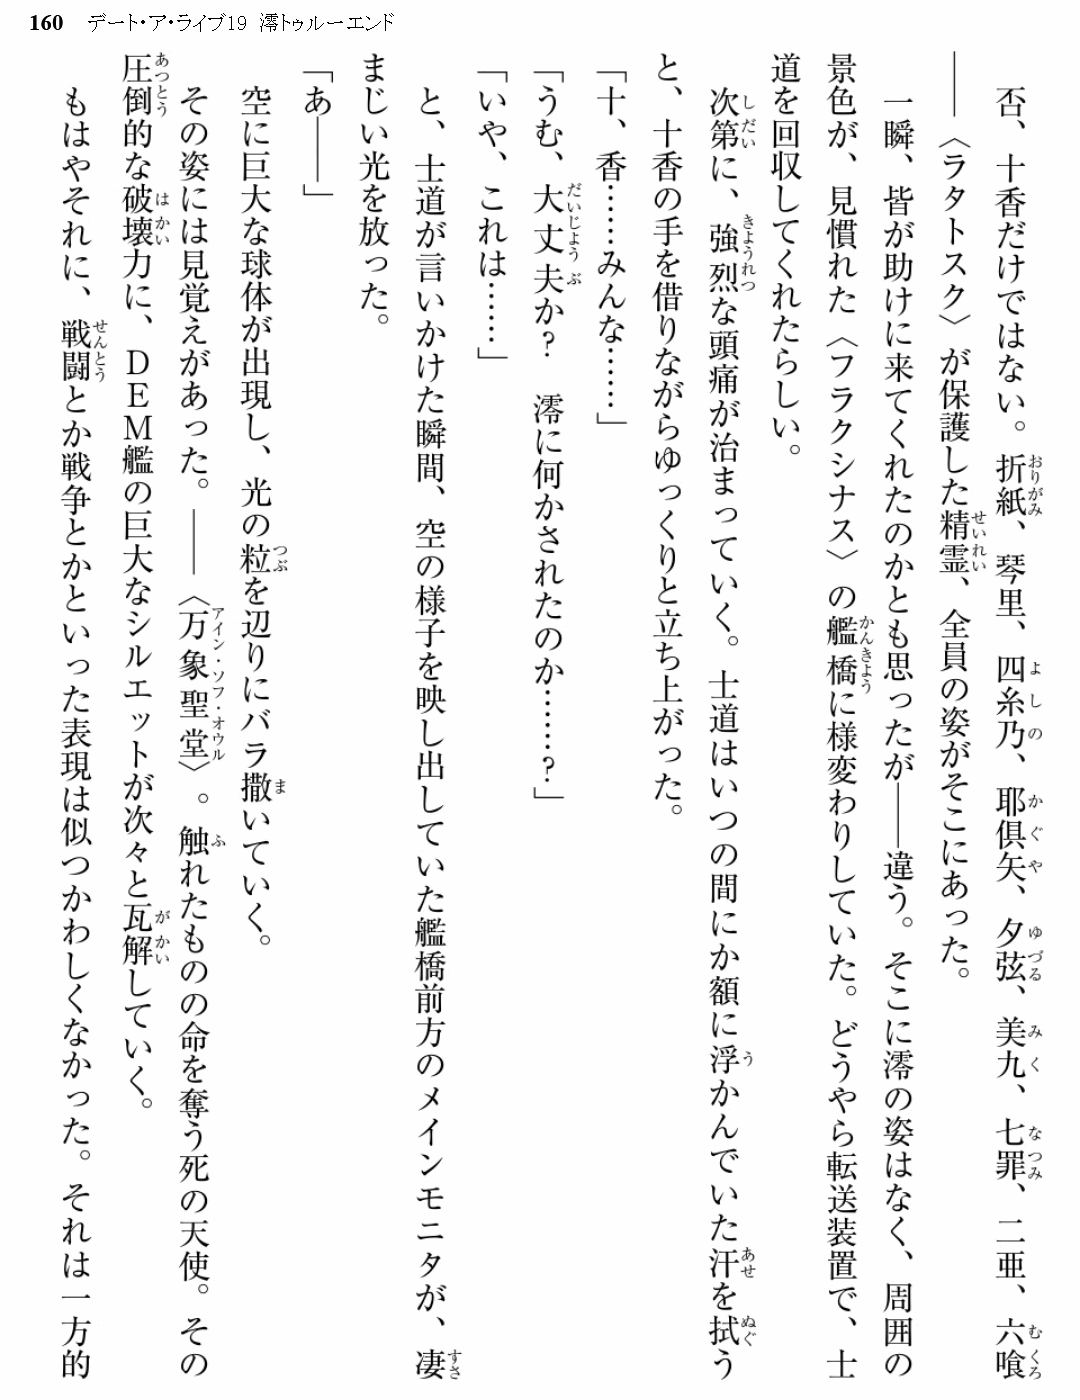 160 デート・ア・ライブ19 澪トゥルーエンド
否、十香だけではない。折紙、琴里、四糸乃、耶倶矢、夕弦、美九、七罪、二亜、六喰
――〈ラタトスク〉が保護した精霊、全員の姿がそこにあった。
一瞬、皆が助けに来てくれたのかとも思ったが――違う。そこに澪の姿はなく、周囲の
景色が、見慣れた〈フラクシナス〉の艦橋に様変わりしていた。どうやら転送装置で、士
道を回収してくれたらしい。
次第に、強烈な頭痛が治まっていく。士道はいつの間にか額に浮かんでいた汗を拭う
と、十香の手を借りながらゆっくりと立ち上がった。
「十、香……みんな……」
「うむ、大丈夫か？ 澪に何かされたのか……？」
「いや、これは……」
と、士道が言いかけた瞬間、空の様子を映し出していた艦橋前方のメインモニタが、凄
まじい光を放った。
「あ――」
空に巨大な球体が出現し、光の粒を辺りにバラ撒いていく。
その姿には見覚えがあった。――〈万象聖堂〉。触れたものの命を奪う死の天使。その
圧倒的な破壊力に、ＤＥＭ艦の巨大なシルエットが次々と瓦解していく。
もはやそれに、戦闘とか戦争とかといった表現は似つかわしくなかった。それは一方的